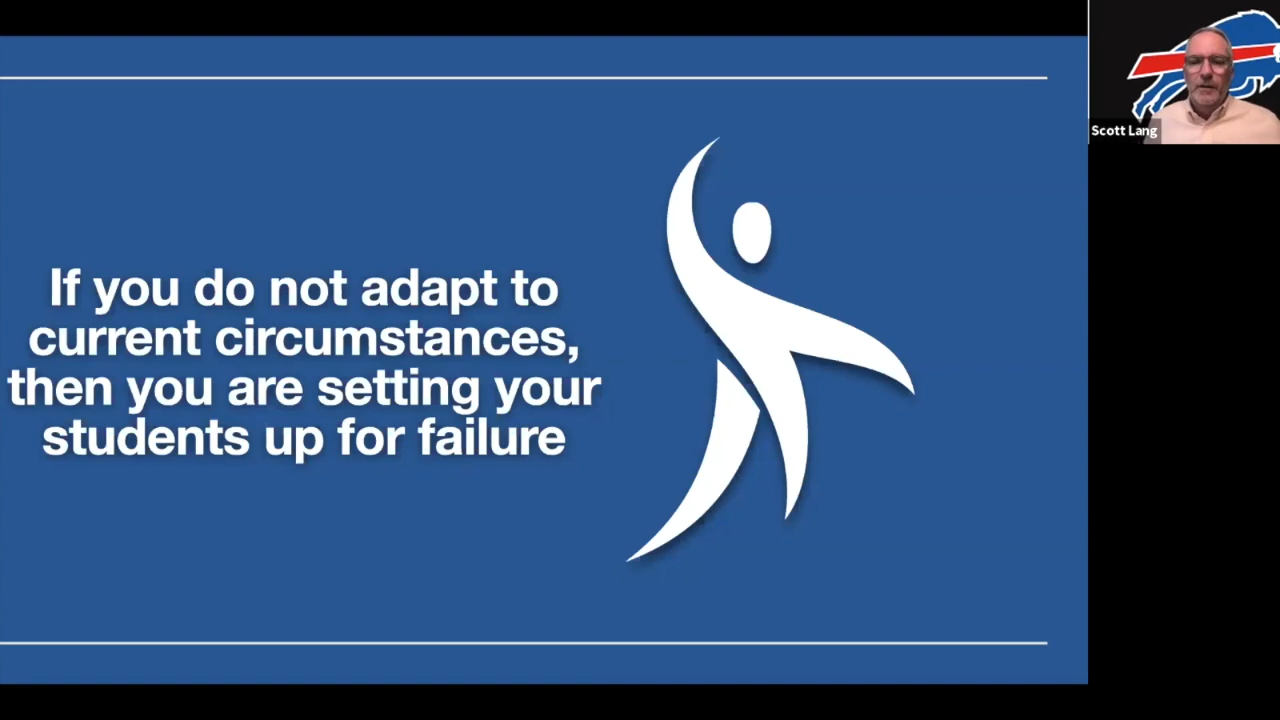 If you do not adapt to
current circumstances,
then you are setting your
students up for failure
Scott Lang